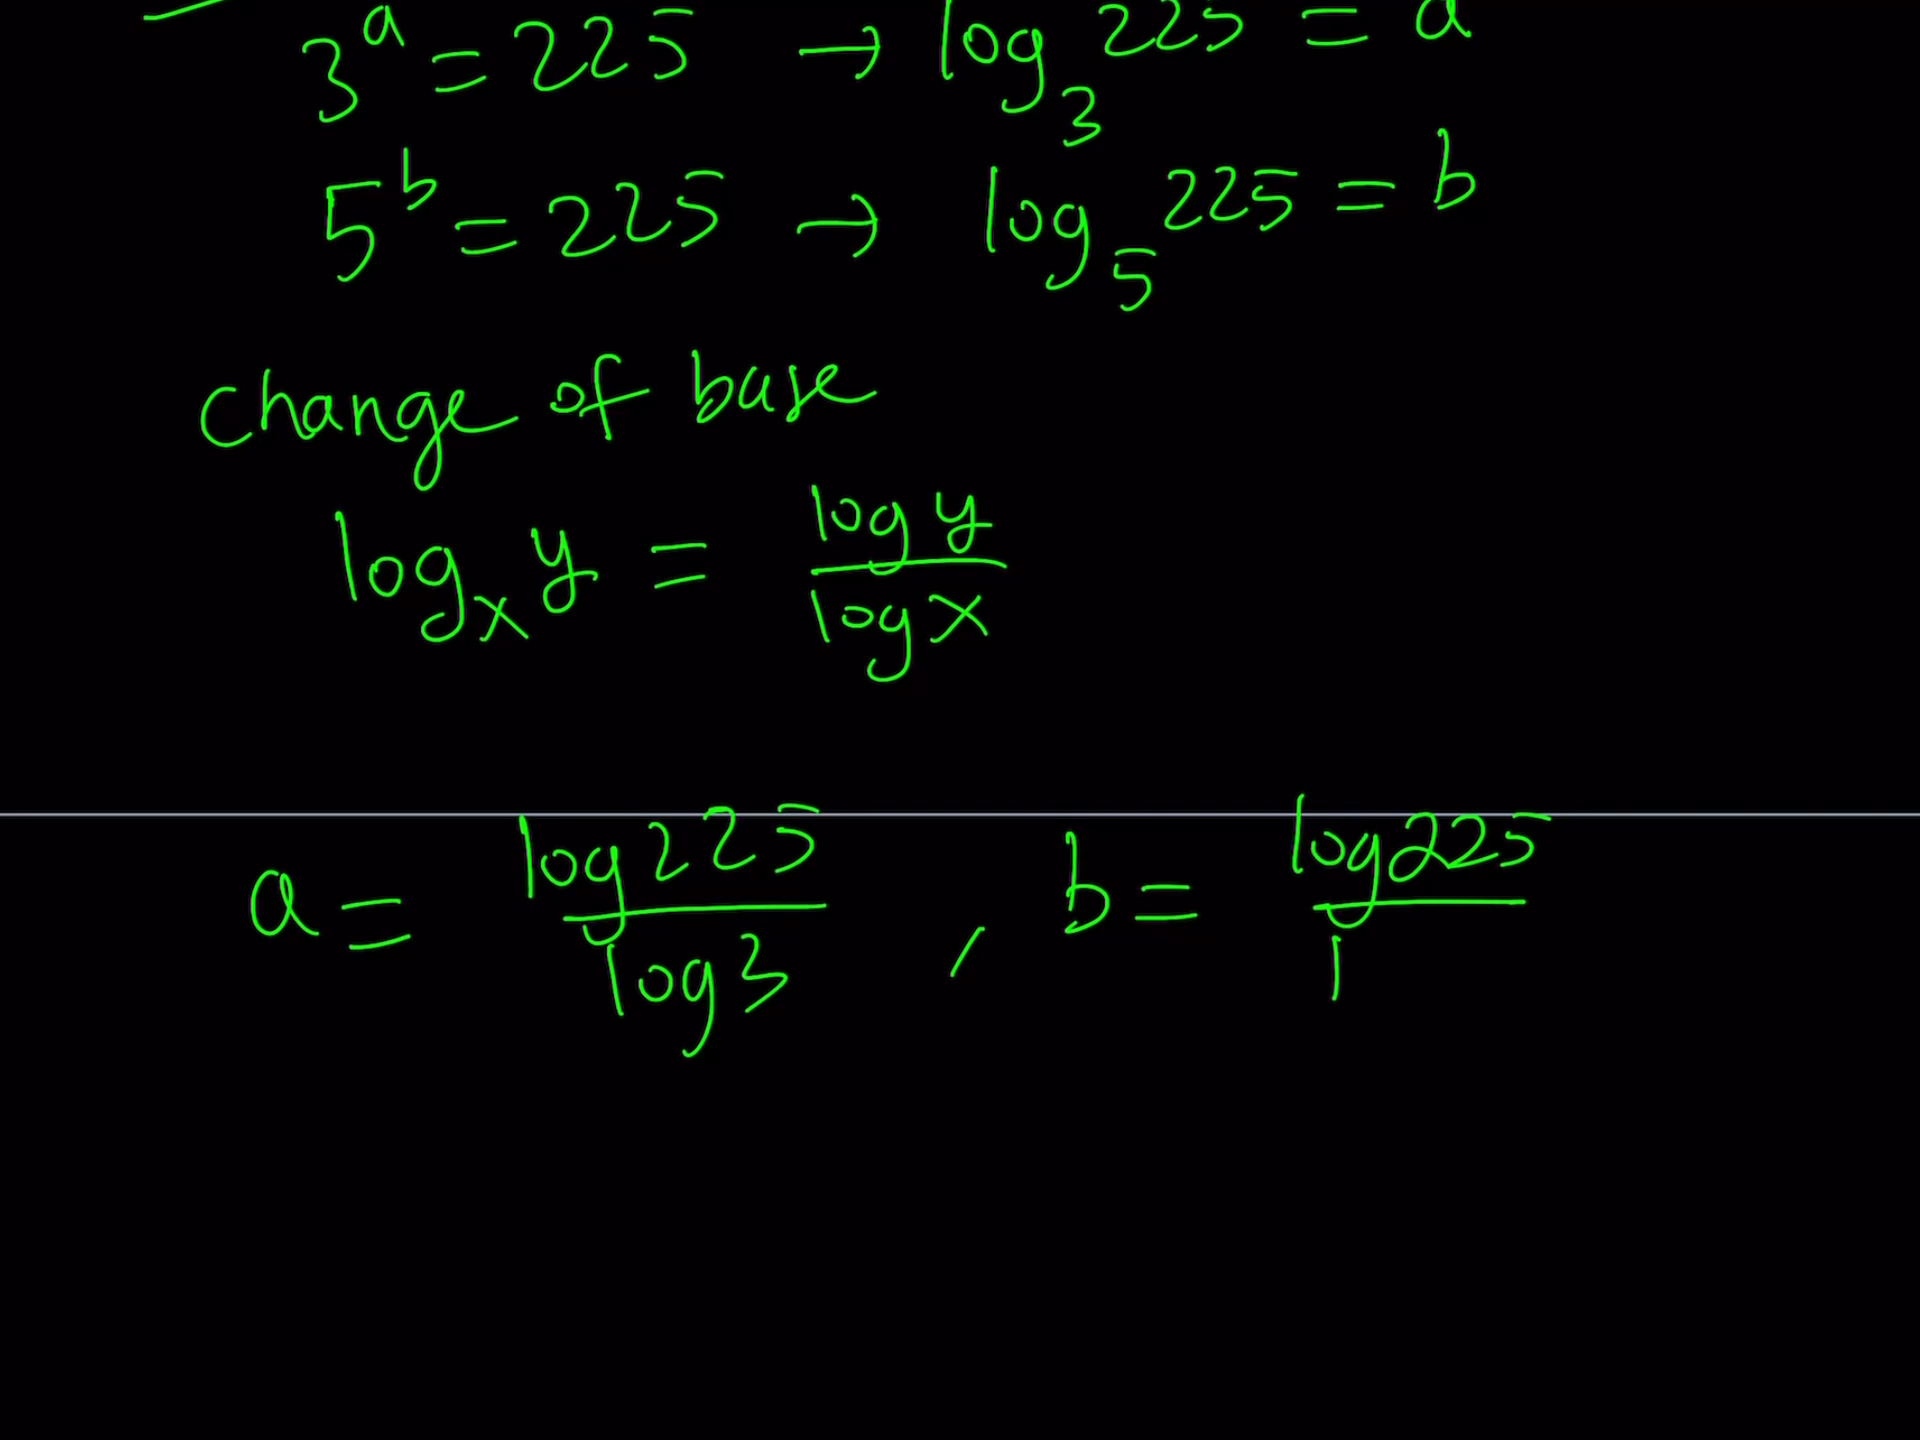 3^a = 225 → log_3 225 = a
5^b = 225 → log_5 225 = b
Change of base
log_x y = log y / log x
a = log 225 / log 3 , b = log 225 / l